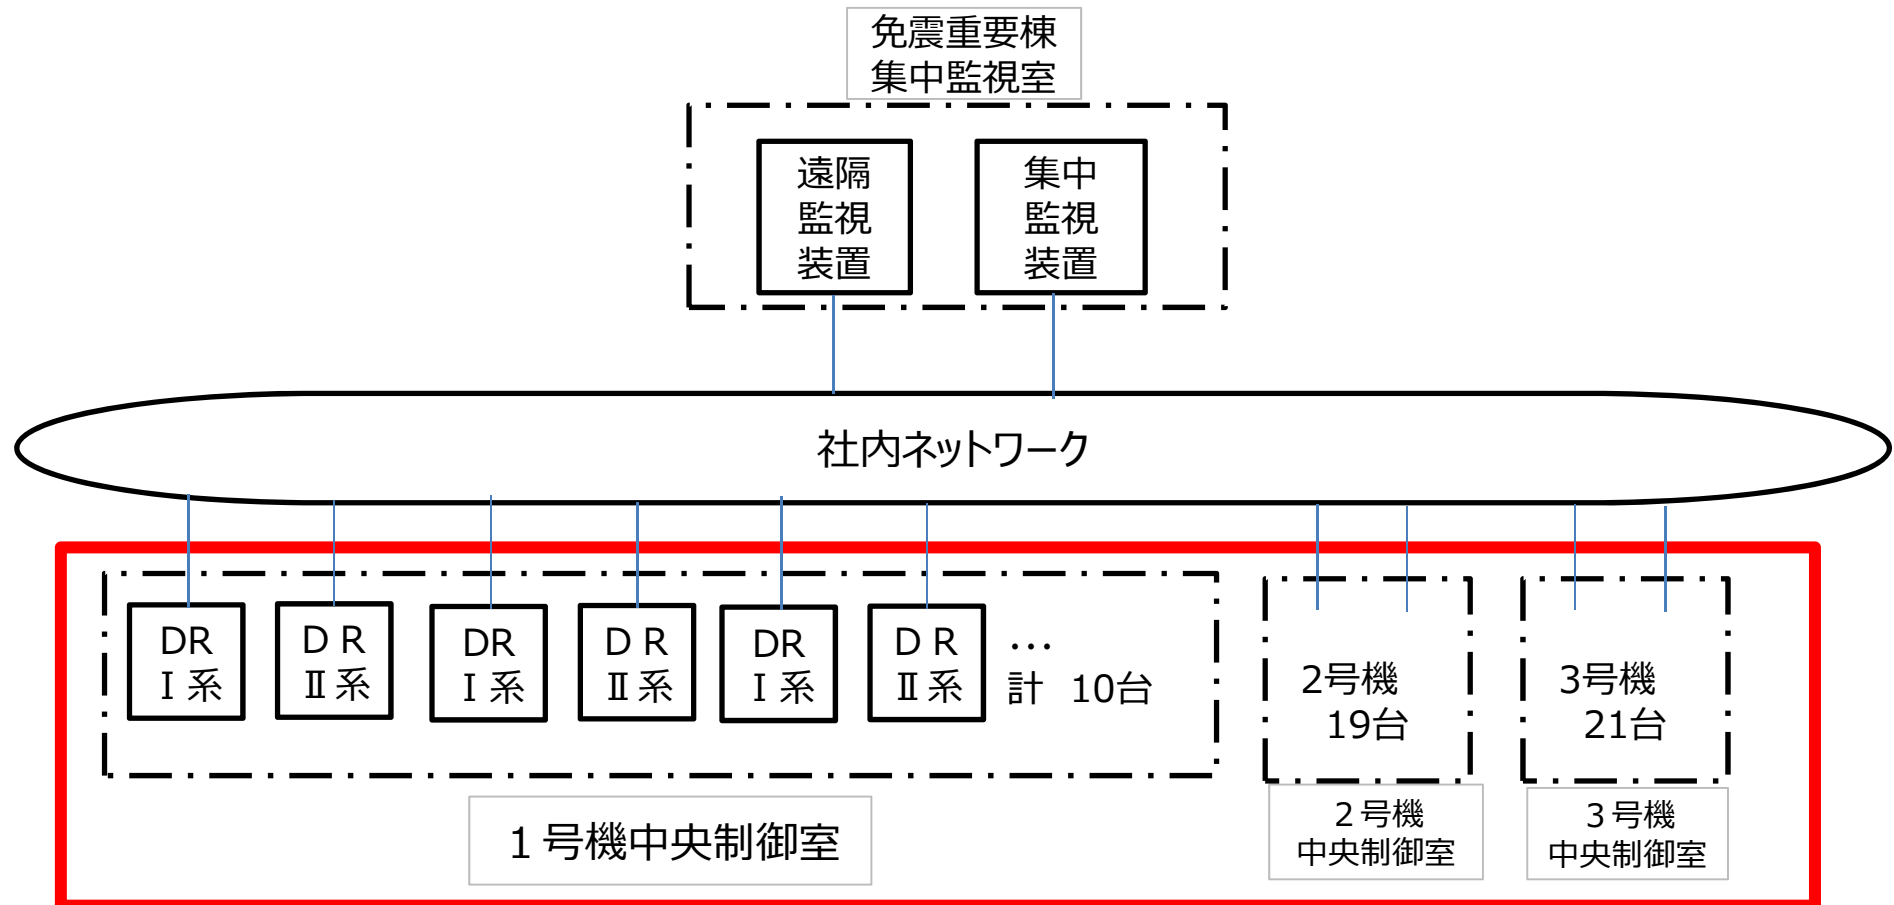 免震重要棟
集中監視室
遠隔
監視
装置
集中
監視
装置
社内ネットワーク
DR
Ⅰ系
ＤＲ
Ⅱ系
DR
Ⅰ系
ＤＲ
Ⅱ系
DR
Ⅰ系
ＤＲ
Ⅱ系
…
計　10台
2号機
19台
3号機
21台
１号機中央制御室
２号機
中央制御室
３号機
中央制御室